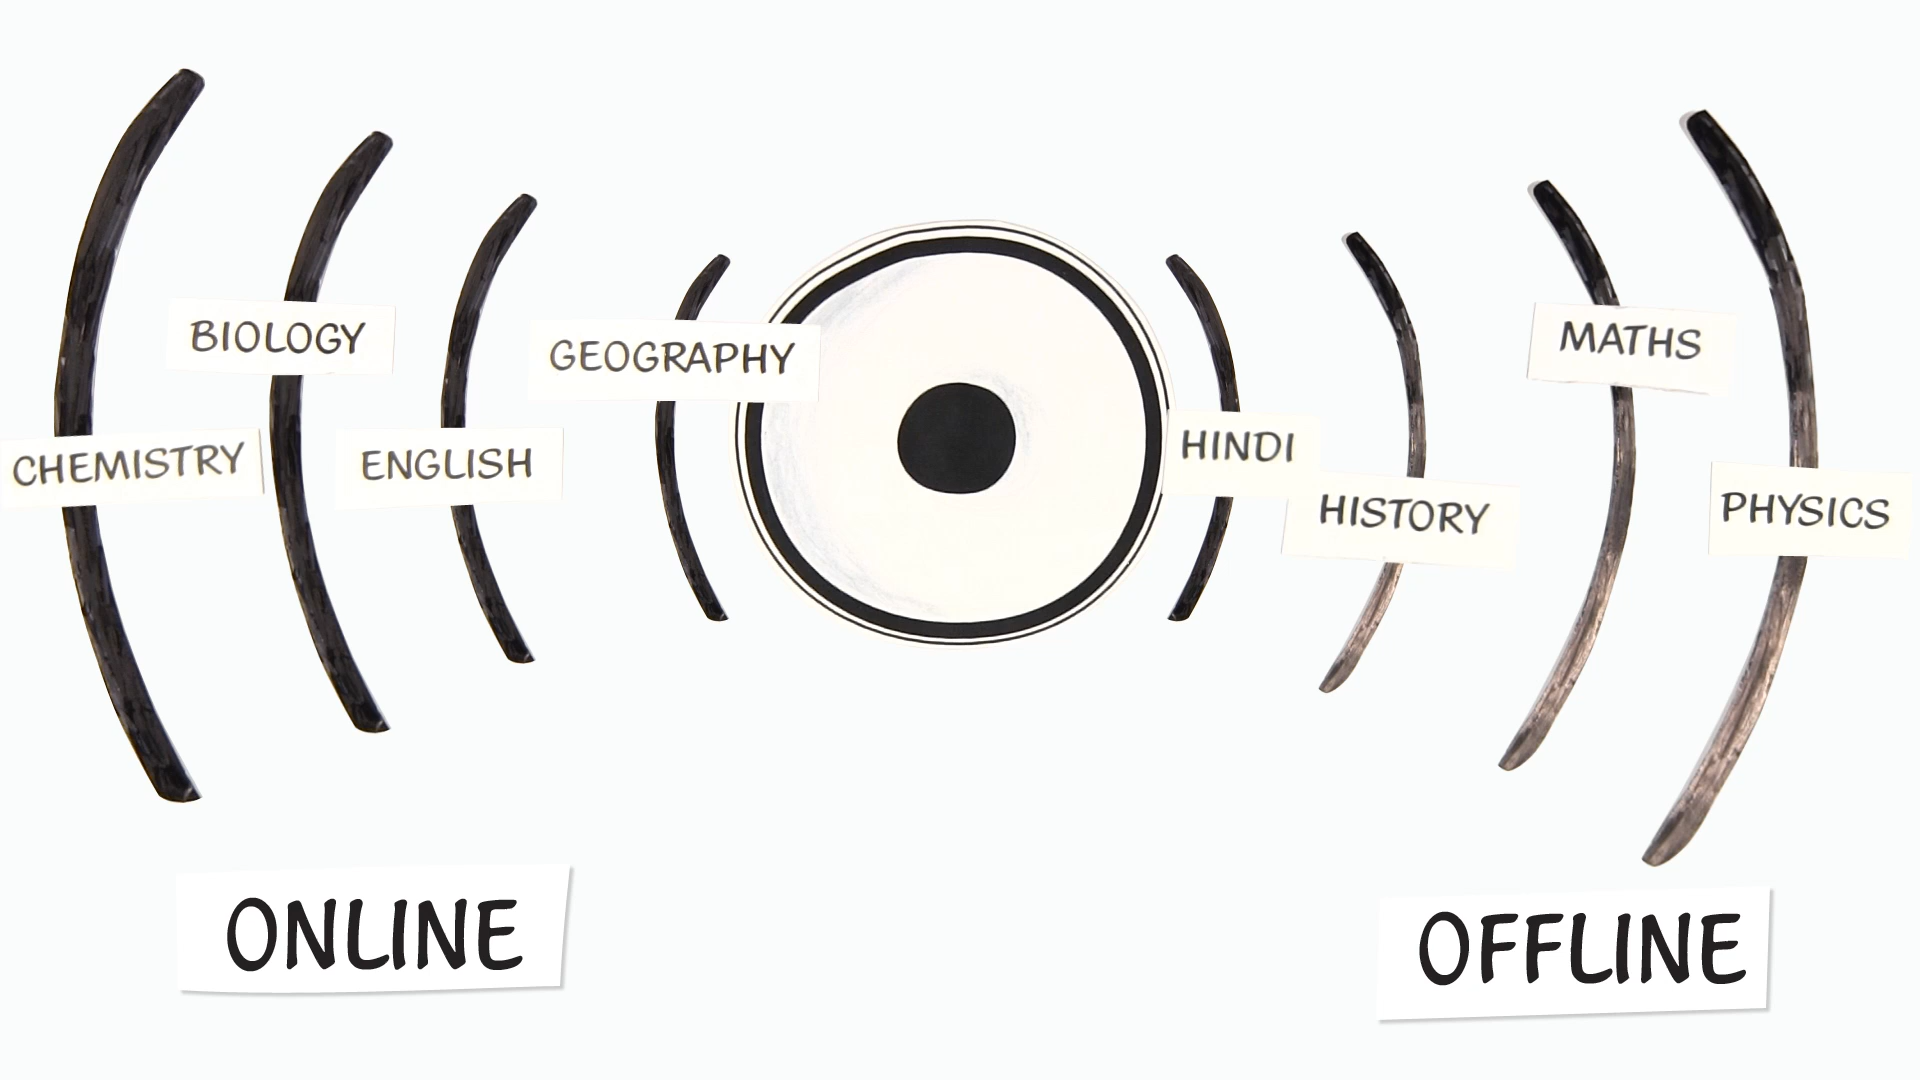 BIOLOGY
GEOGRAPHY
MATHS
CHEMISTRY
ENGLISH
HINDI
HISTORY
PHYSICS
ONLINE
OFFLINE